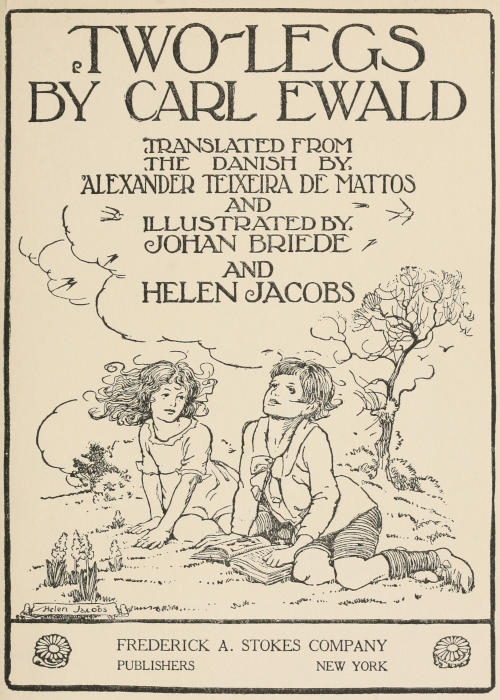 TWO-LEGS
BY CARL EWALD
TRANSLATED FROM
THE DANISH BY.
ALEXANDER TEIXEIRA DE MATTOS
AND
ILLUSTRATED BY.
JOHAN BRIEDE
AND
HELEN JACOBS
Helen Jacobs
FREDERICK A. STOKES COMPANY
PUBLISHERS NEW YORK